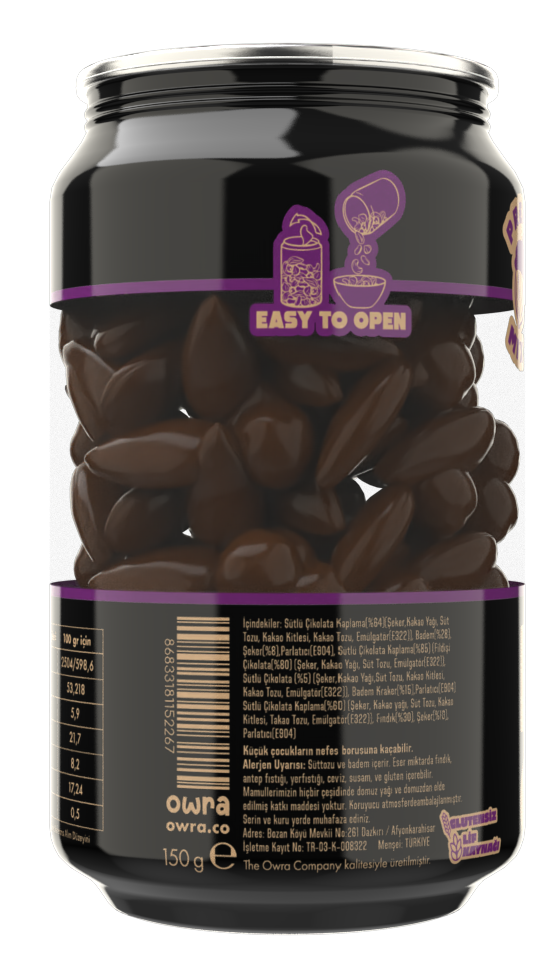 EASY TO OPEN
100 gr için
2504/598,6
53,218
5,9
21,7
8,2
17,24
0,5
8683318115226​7
owra
owra.co
150 g e
İçindekiler: Sütlü Çikolata Kaplama(%64)(Şeker,Kakao Yağı, Süt
Tozu, Kakao Kitlesi, Kakao Tozu, Emülgatör(E322)), Badem(%28),
Şeker(%8),Parlatıcı(E904). Sütlü Çikolata Kaplama(%85)(Fildişi
Çikolata(%80) (Şeker, Kakao Yağı, Süt Tozu, Emülgatör(E322)),
Sütlü Çikolata (%5) (Şeker,Kakao Yağı,Süt Tozu, Kakao Kitlesi,
Kakao Tozu, Emülgatör(E322)), Badem Kraker(%15),Parlatıcı(E904)
Sütlü Çikolata Kaplama(%60) (Şeker, Kakao yağı, Süt Tozu, Kakao
Kitlesi, Takao Tozu, Emülgatör(E322)), Fındık(%30), Şeker(%10),
Parlatıcı(E904)
Küçük çocukların nefes borusuna kaçabilir.
Alerjen Uyarısı: Süttozu ve badem içerir. Eser miktarda fındık,
antep fıstığı, yerfıstığı, ceviz, susam, ve gluten içerebilir.
Mamullerimizin hiçbir çeşidinde domuz yağı ve domuzdan olde
edilmiş katkı maddesi yoktur. Koruyucu atmosferdeambalajlanmıştır.
Serin ve kuru yerde muhafaza ediniz.
Adres: Bozan Köyü Mevkii No:261 Dazkırı / Afyonkarahisar
İşletme Kayıt No: TR-03-K-006322 Menşei: TÜRKİYE
The Owra Company kalitesiyle üretilmiştir.
GLUTENSİZ
LİF
KAYNAĞI